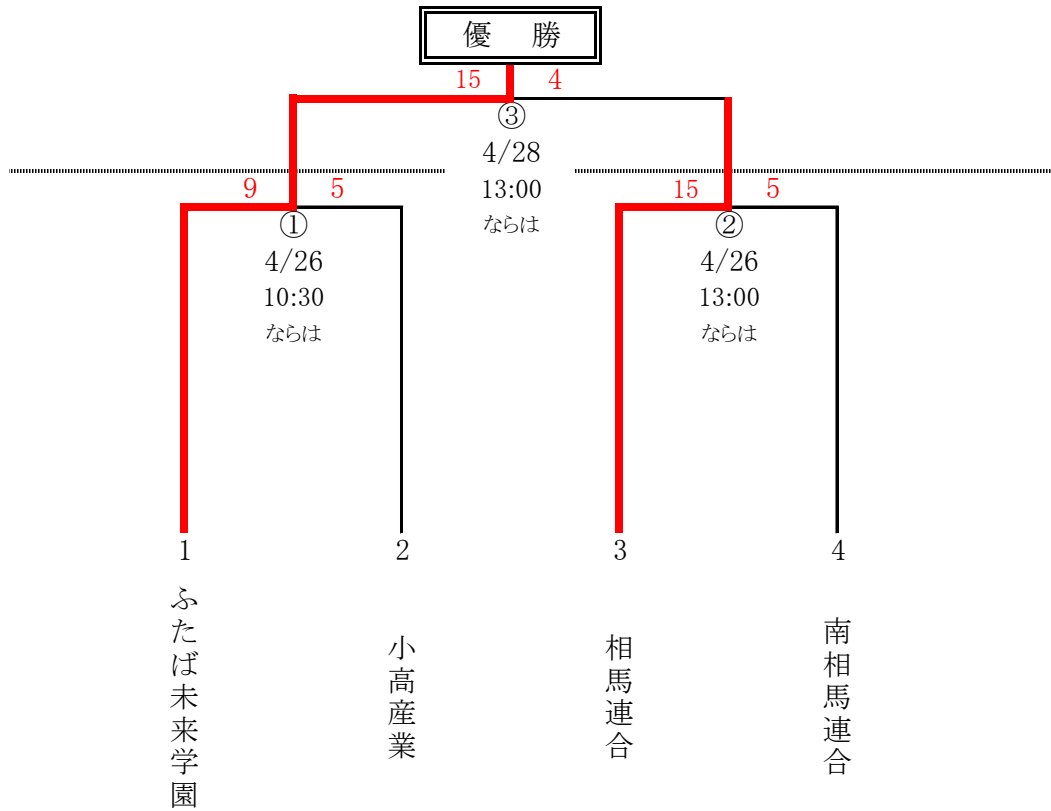 優 勝
15 4
③
4/28
13:00
ならは
9 5
①
4/26
10:30
ならは
15 5
②
4/26
13:00
ならは
1 2 3 4
ふたば未来学園
小高産業
相馬連合
南相馬連合